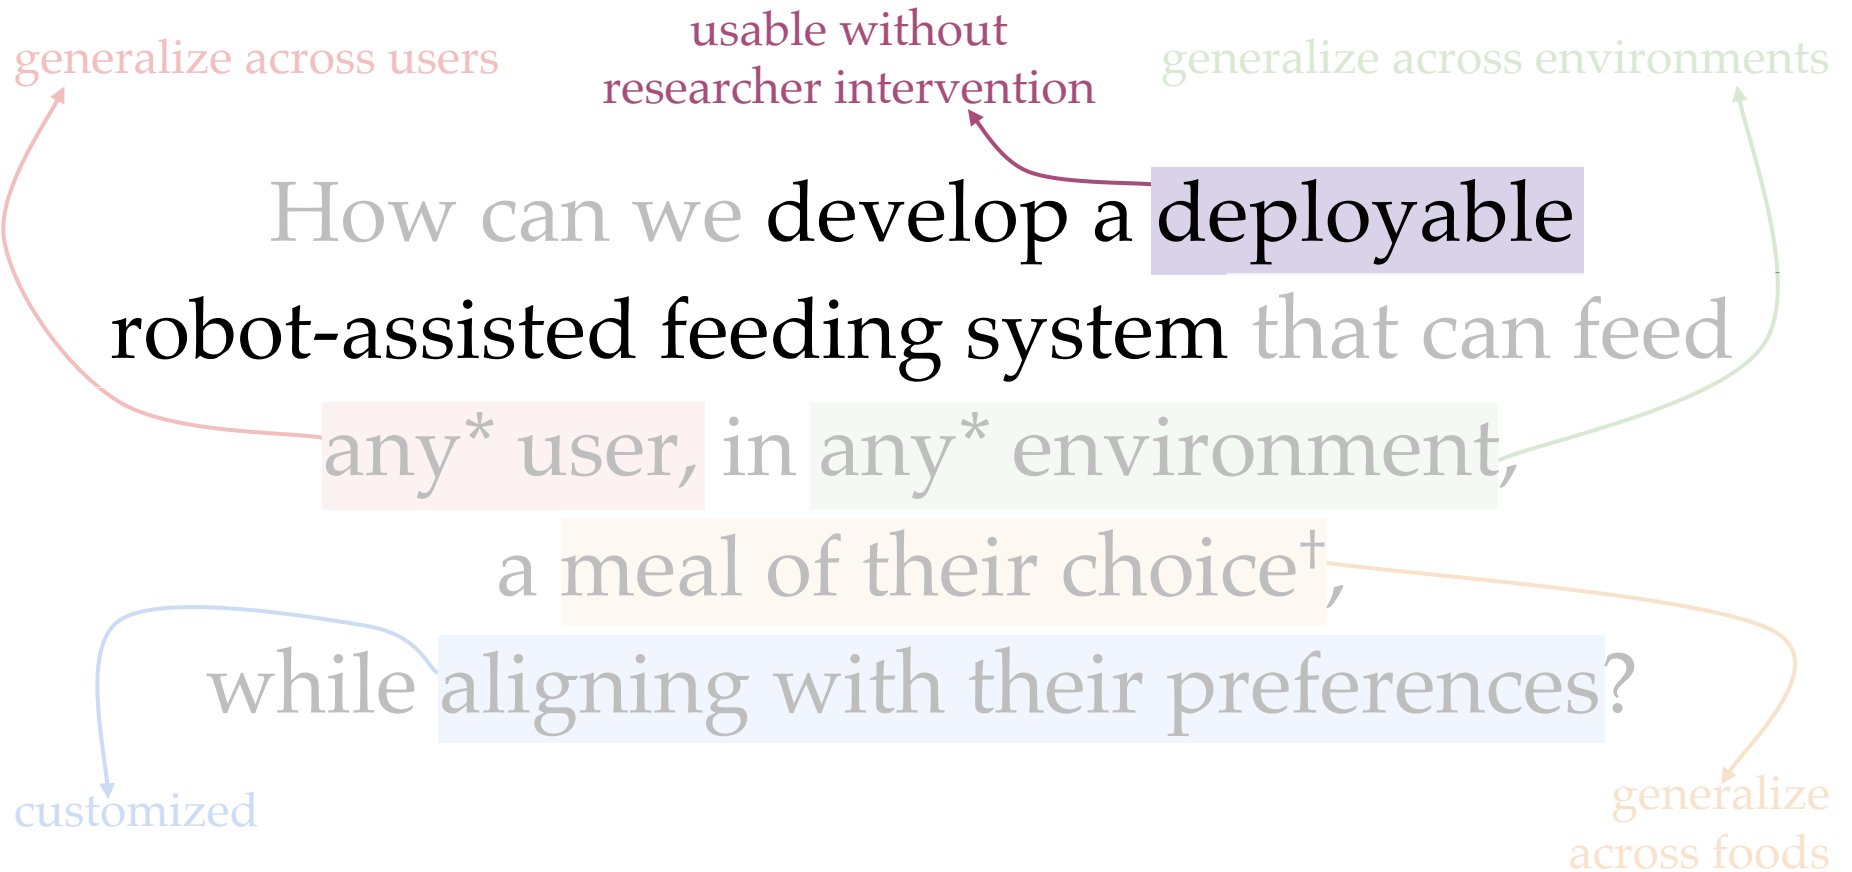 usable without
researcher intervention
generalize across users
generalize across environments
How can we develop a deployable
robot-assisted feeding system that can feed
any* user, in any* environment,
a meal of their choice†,
while aligning with their preferences?
customized
generalize
across foods